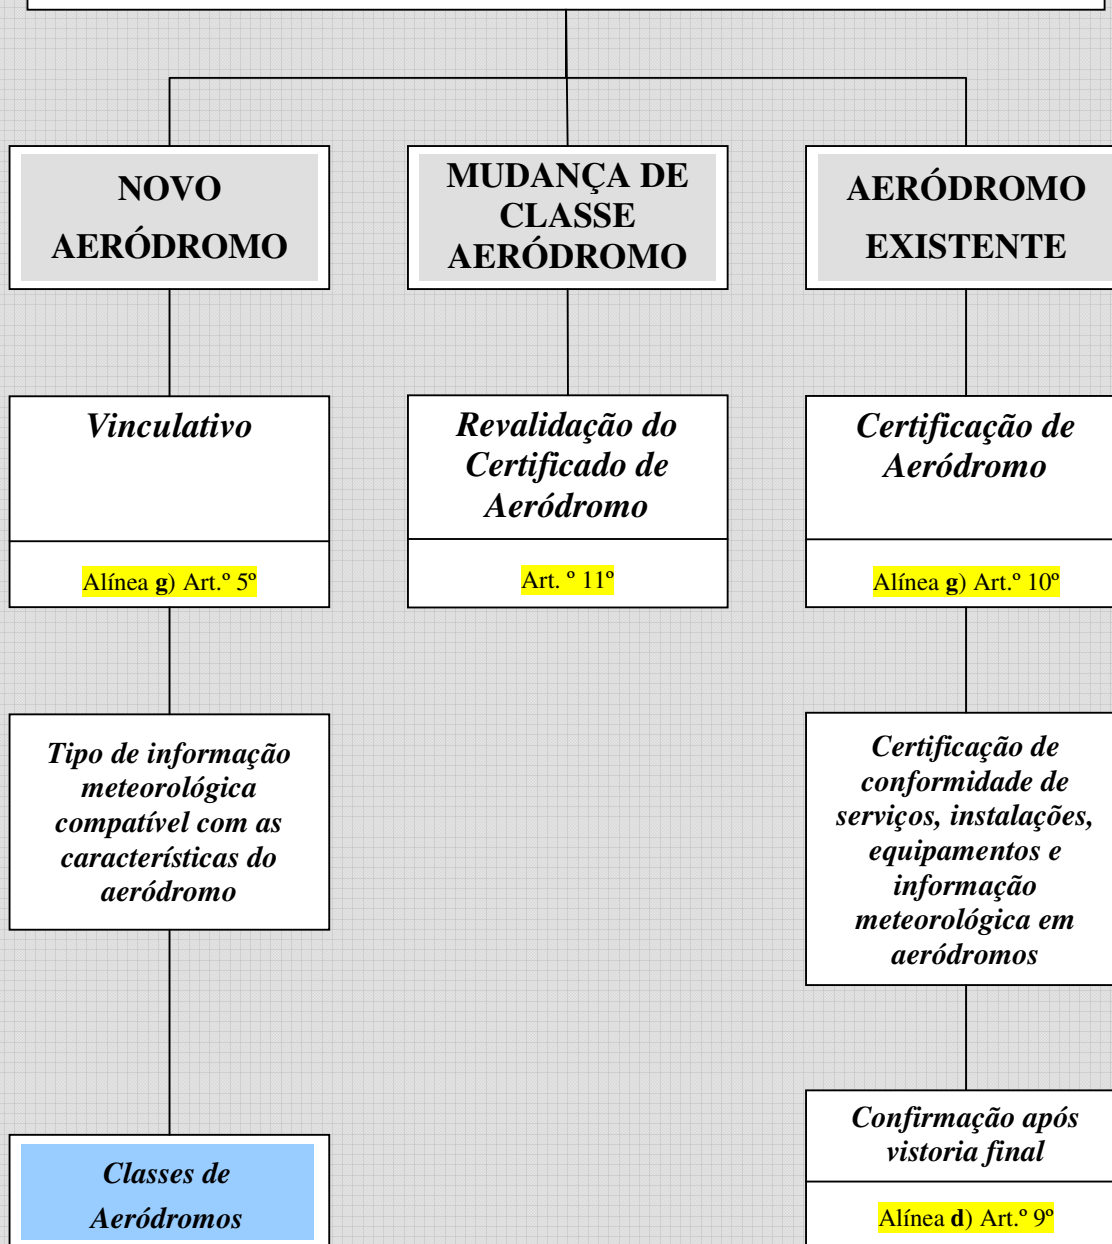 NOVO
AERÓDROMO
MUDANÇA DE
CLASSE
AERÓDROMO
AERÓDROMO
EXISTENTE
Vinculativo
Alínea g) Art.º 5º
Revalidação do
Certificado de
Aeródromo
Art. º 11º
Certificação de
Aeródromo
Alínea g) Art.º 10º
Tipo de informação
meteorológica
compatível com as
características do
aeródromo
Certificação de
conformidade de
serviços, instalações,
equipamentos e
informação
meteorológica em
aeródromos
Classes de
Aeródromos
Confirmação após
vistoria final
Alínea d) Art.º 9º